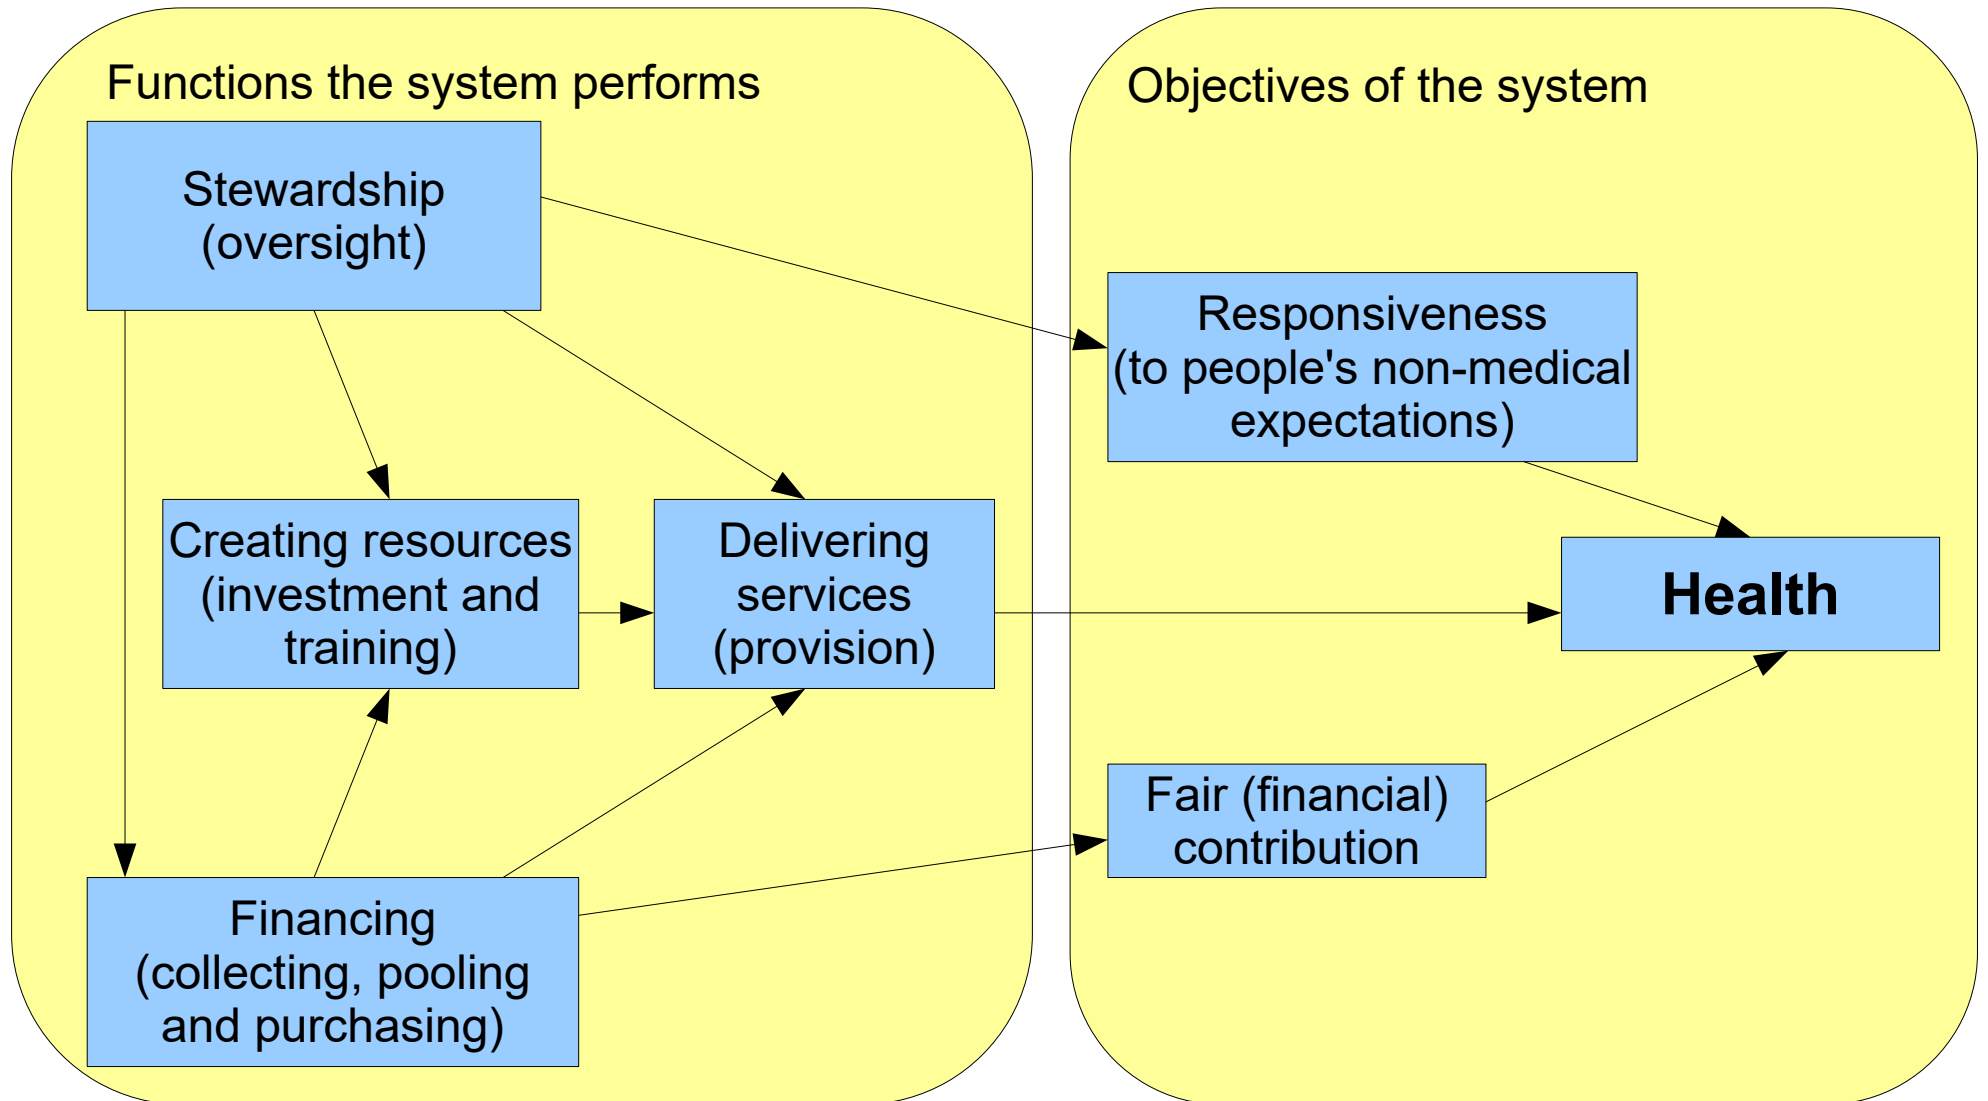 Functions the system performs
Stewardship
(oversight)
Creating resources
(investment and
training)
Delivering
services
(provision)
Financing
(collecting, pooling
and purchasing)
Objectives of the system
Responsiveness
(to people's non-medical
expectations)
Health
Fair (financial)
contribution